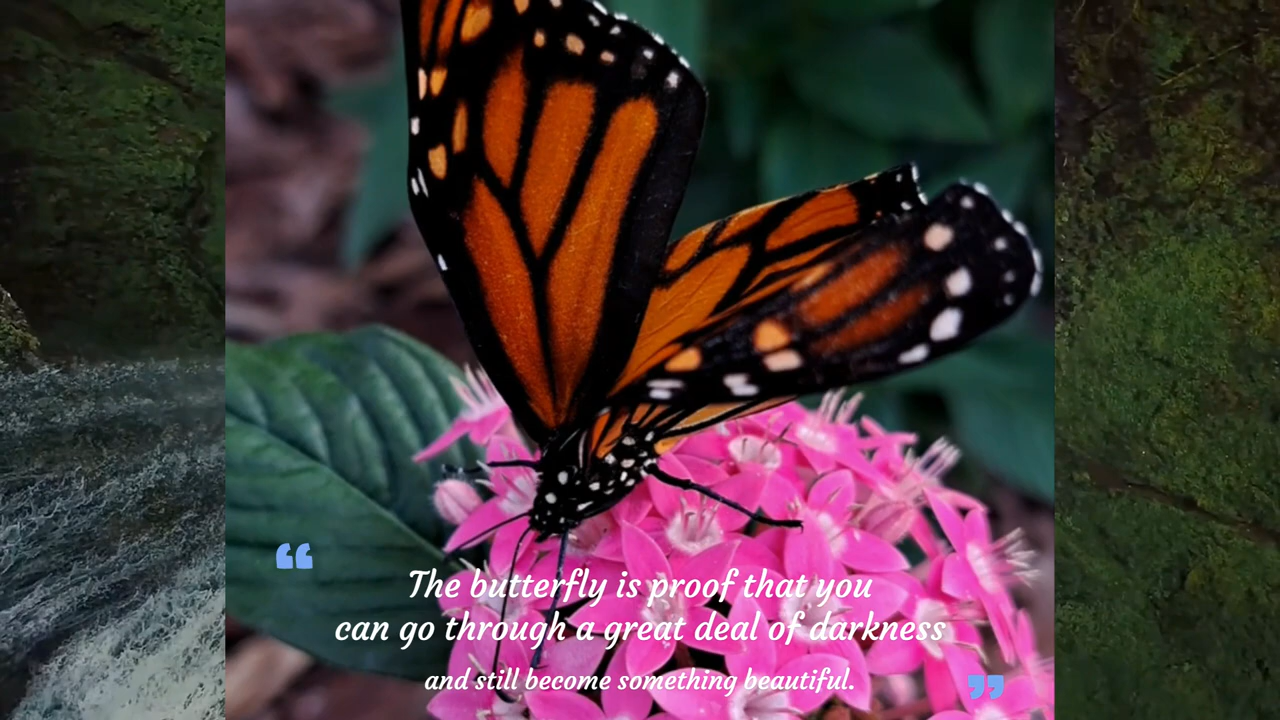 “
The butterfly is proof that you
can go through a great deal of darkness
and still become something beautiful.
”